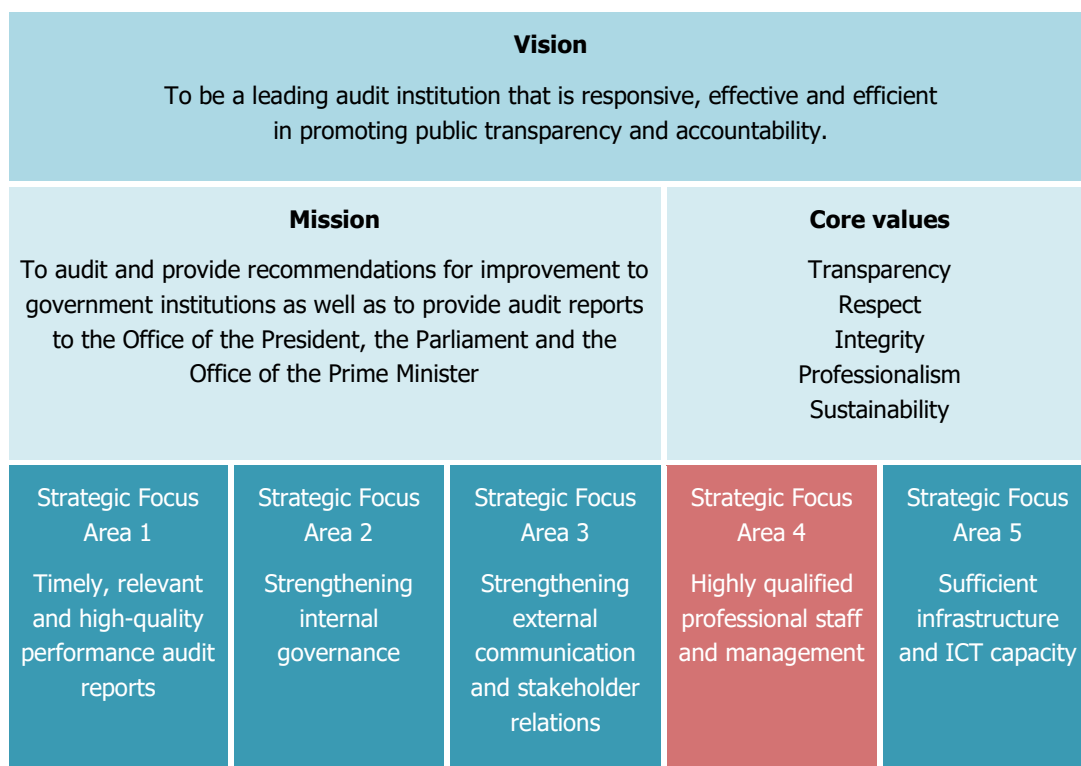 Vision
To be a leading audit institution that is responsive, effective and efficient
in promoting public transparency and accountability.
Mission
To audit and provide recommendations for improvement to
government institutions as well as to provide audit reports
to the Office of the President, the Parliament and the
Office of the Prime Minister
Core values
Transparency
Respect
Integrity
Professionalism
Sustainability
Strategic Focus
Area 1
Timely, relevant
and high-quality
performance audit
reports
Strategic Focus
Area 2
Strengthening
internal
governance
Strategic Focus
Area 3
Strengthening
external
communication
and stakeholder
relations
Strategic Focus
Area 4
Highly qualified
professional staff
and management
Strategic Focus
Area 5
Sufficient
infrastructure
and ICT capacity